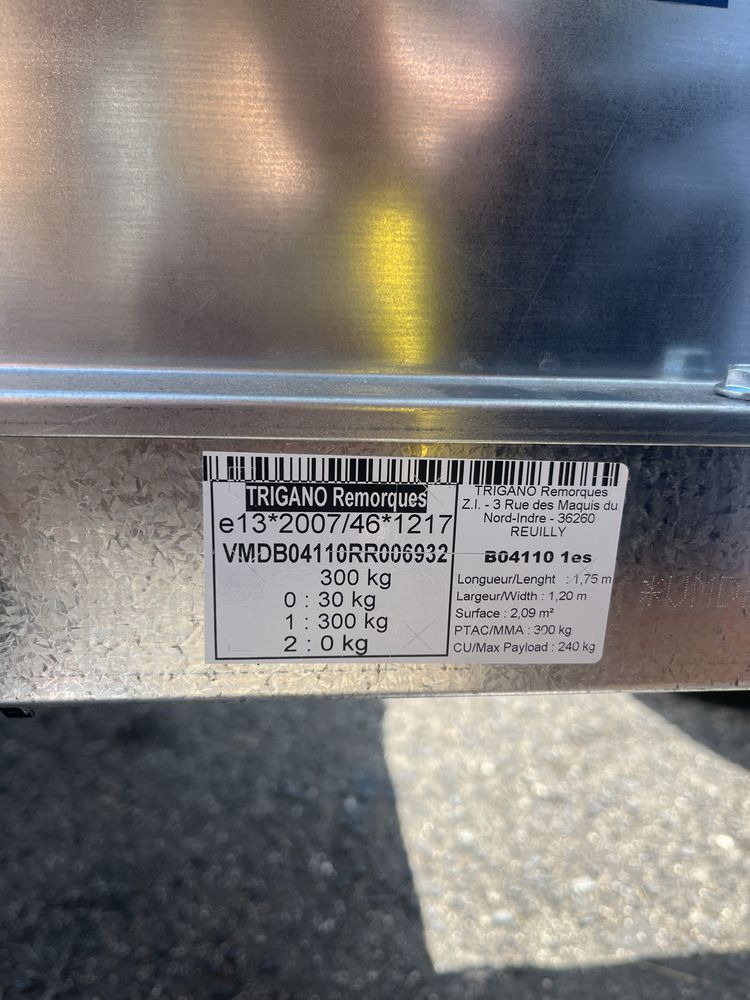 TRIGANO Remorques
e13*2007/46*1217
VMDB04110RR006932
300 kg
0 : 30 kg
1 : 300 kg
2 : 0 kg
TRIGANO Remorques
Z.I. - 3 Rue des Maquis du
Nord-Indre - 36260
REUILLY
B04110 1es
Longueur/Lenght : 1,75 m
Largeur/Width : 1,20 m
Surface : 2,09 m²
PTAC/MMA : 300 kg
CU/Max Payload : 240 kg